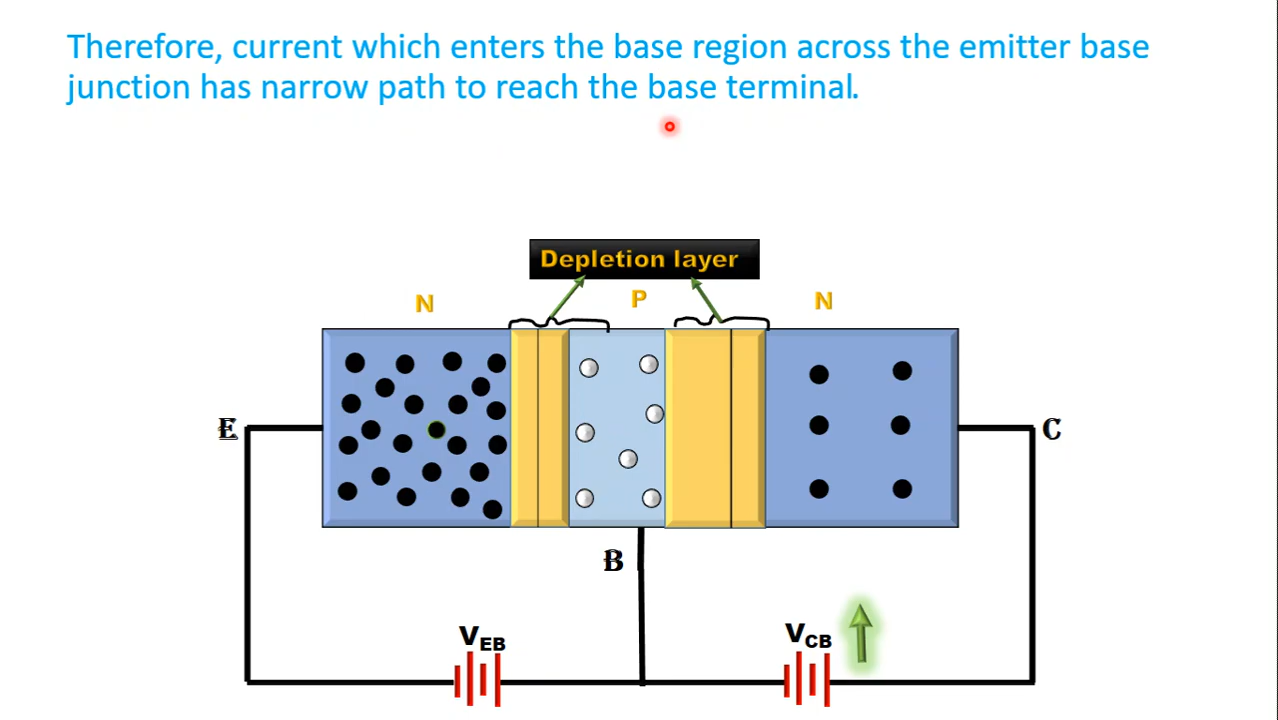 Therefore, current which enters the base region across the emitter base
junction has narrow path to reach the base terminal.
Depletion layer
N
P
N
E
C
B
VEB
VCB